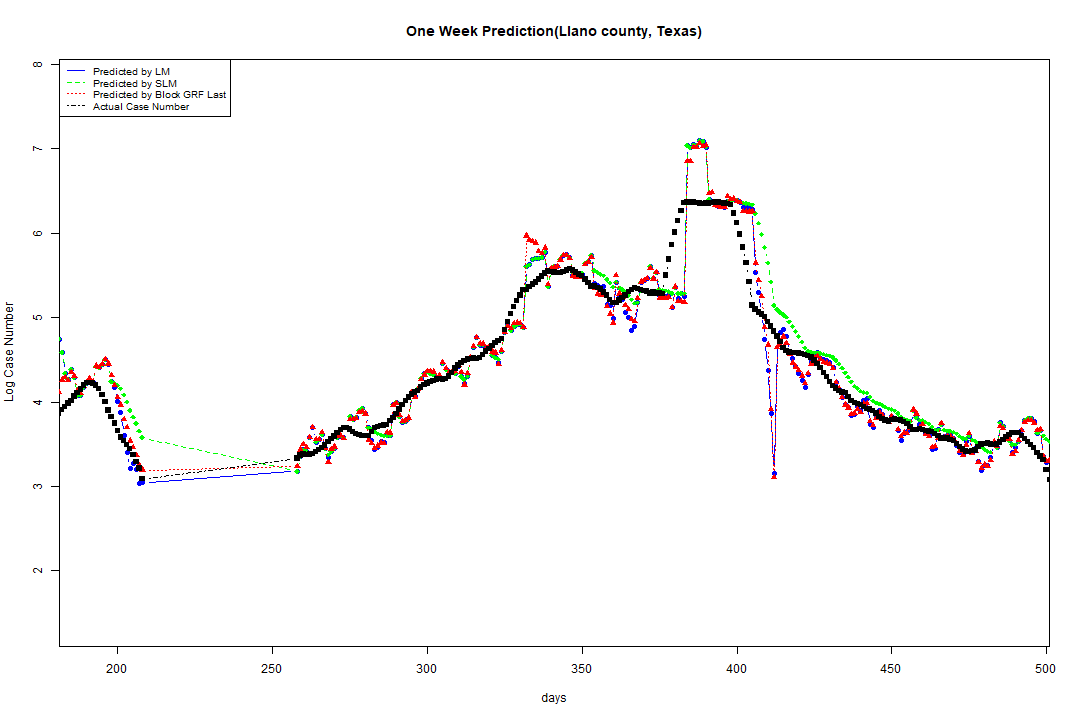 One Week Prediction(Llano county, Texas)
Predicted by LM
Predicted by SLM
Predicted by Block GRF Last
Actual Case Number
8
7
6
5
4
3
2
Log Case Number
200 250 300 350 400 450 500
days